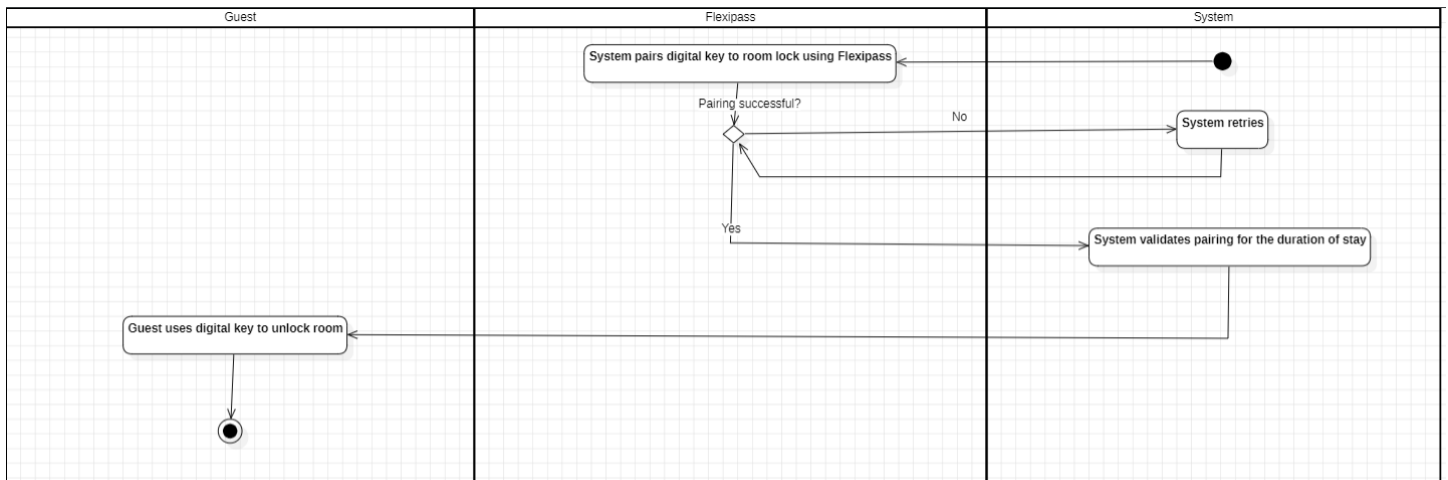 Guest
Flexipass
System
System pairs digital key to room lock using Flexipass
Pairing successful?
No
System retries
Yes
System validates pairing for the duration of stay
Guest uses digital key to unlock room